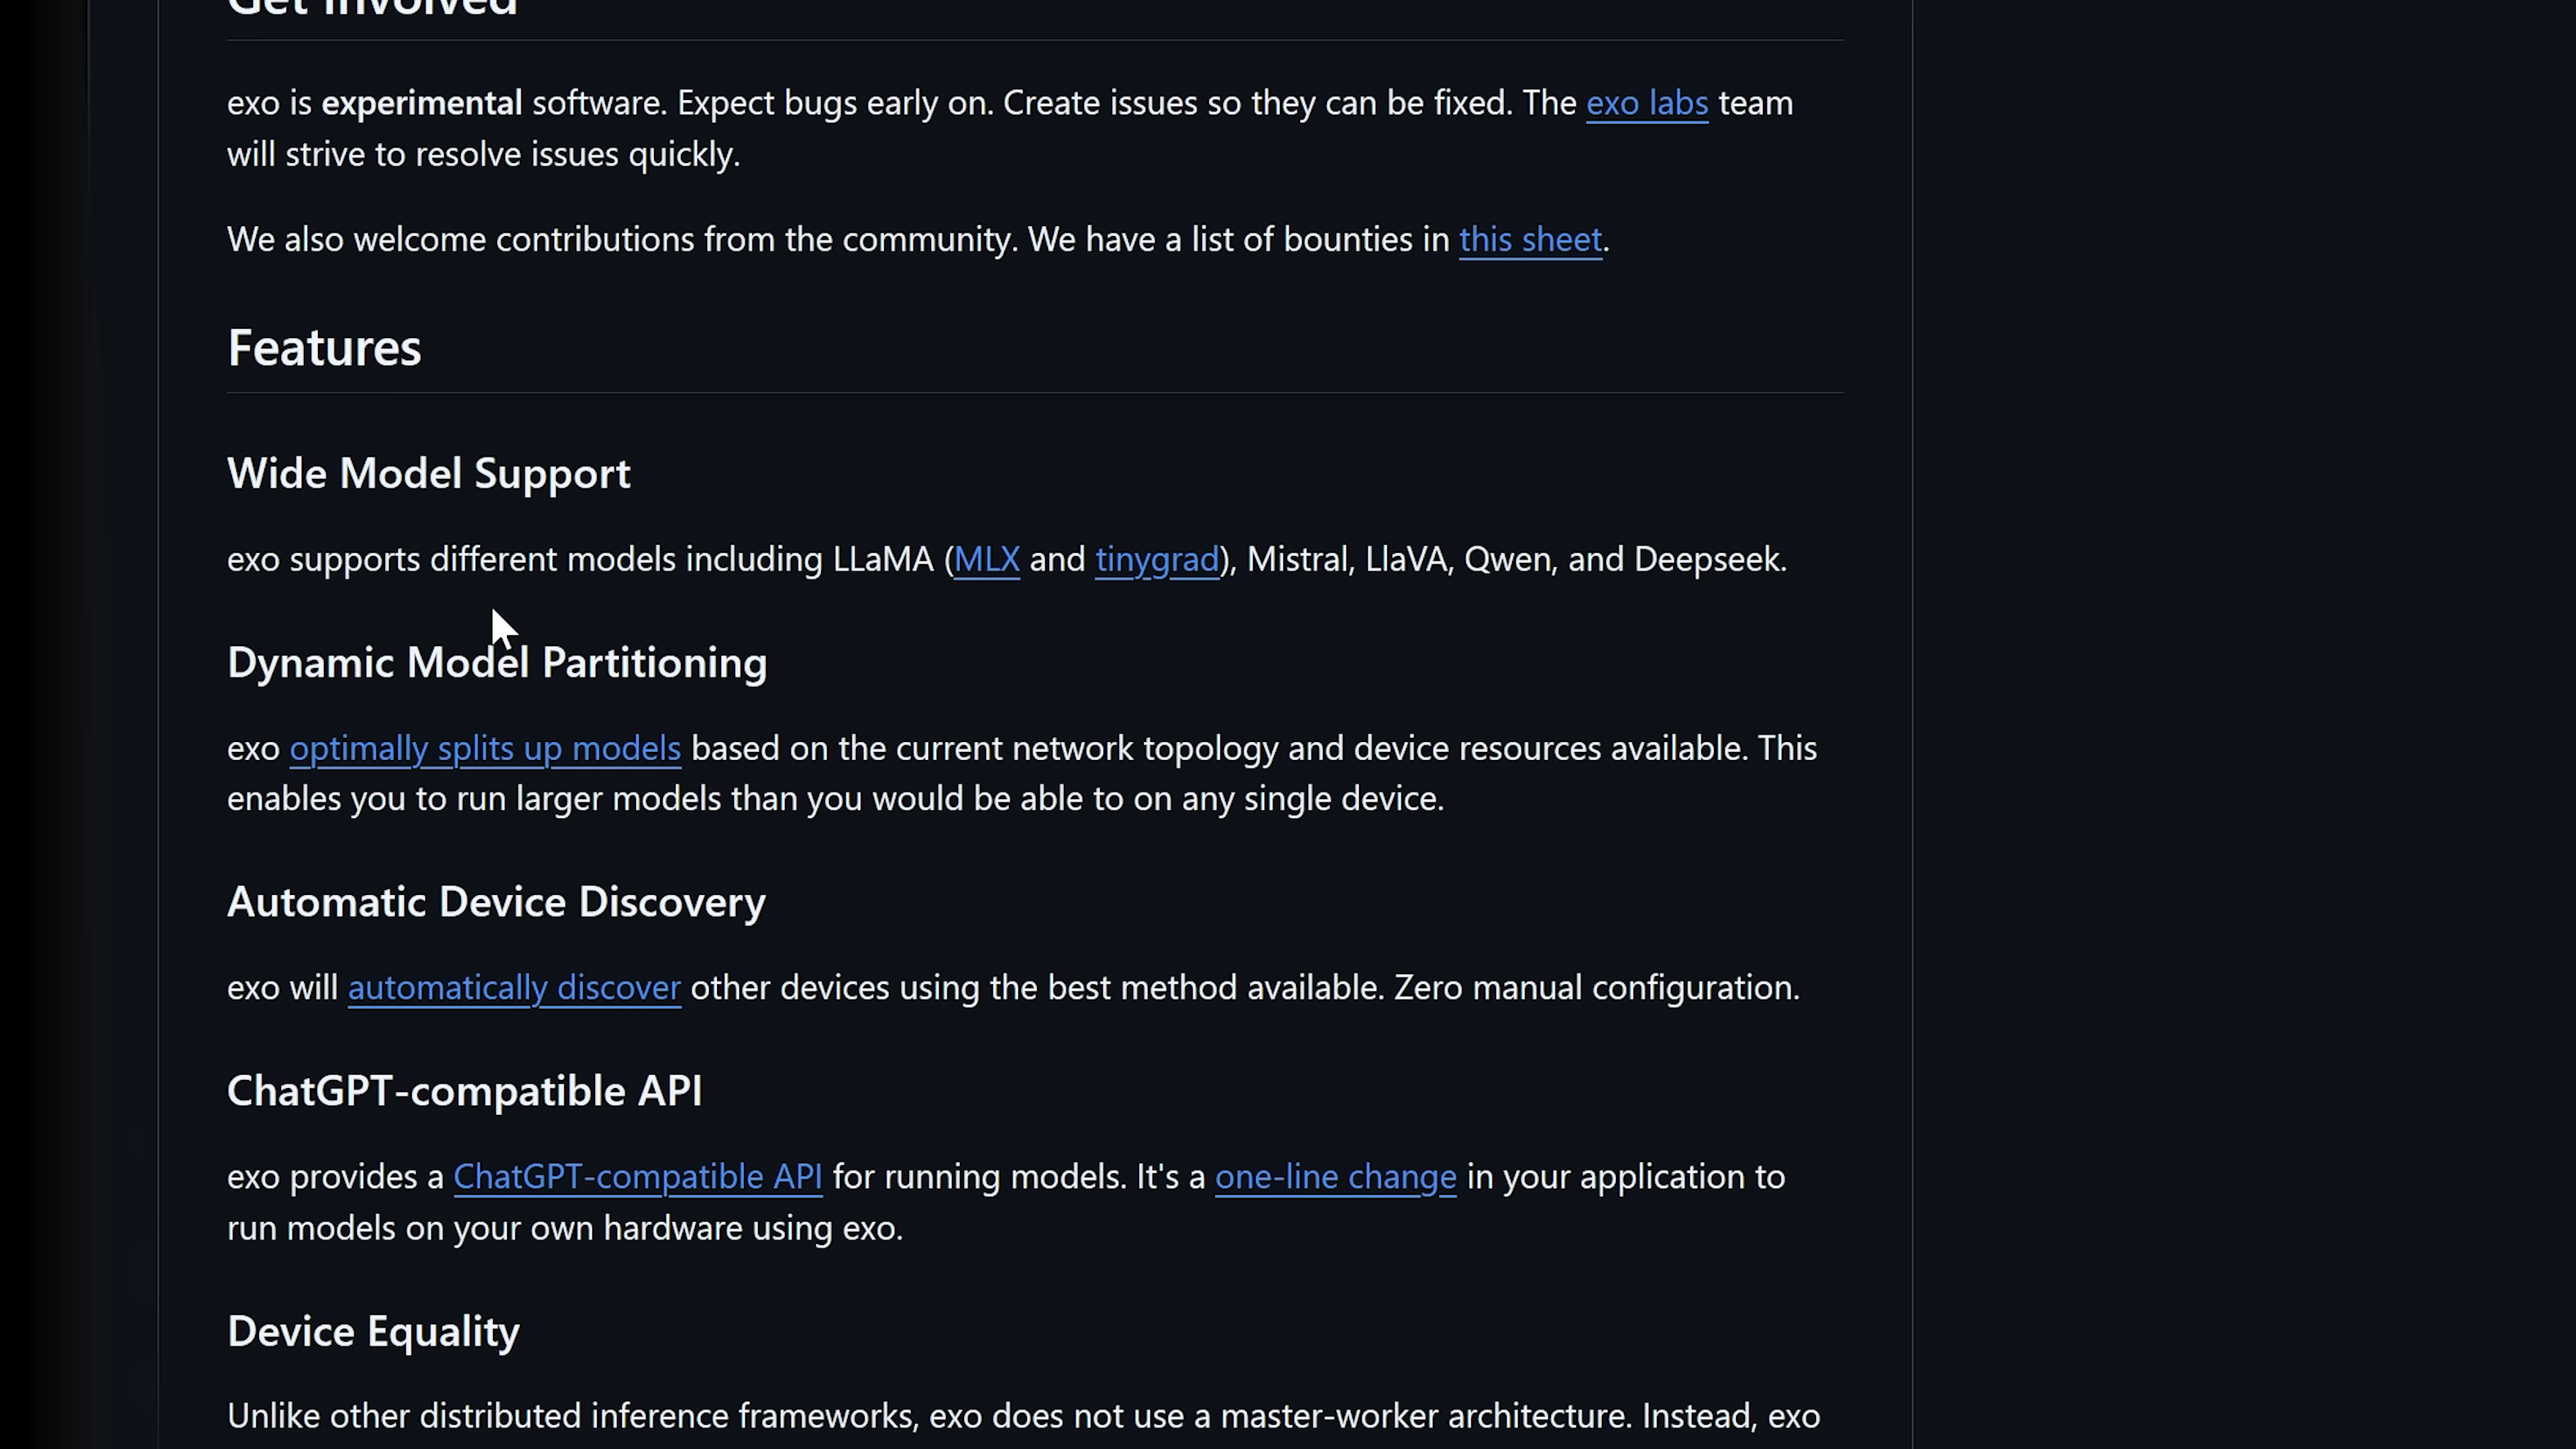 Get Involved
exo is experimental software. Expect bugs early on. Create issues so they can be fixed. The exo labs team
will strive to resolve issues quickly.
We also welcome contributions from the community. We have a list of bounties in this sheet.
Features
Wide Model Support
exo supports different models including LLaMA (MLX and tinygrad), Mistral, LlaVA, Qwen, and Deepseek.
Dynamic Model Partitioning
exo optimally splits up models based on the current network topology and device resources available. This
enables you to run larger models than you would be able to on any single device.
Automatic Device Discovery
exo will automatically discover other devices using the best method available. Zero manual configuration.
ChatGPT-compatible API
exo provides a ChatGPT-compatible API for running models. It's a one-line change in your application to
run models on your own hardware using exo.
Device Equality
Unlike other distributed inference frameworks, exo does not use a master-worker architecture. Instead, exo